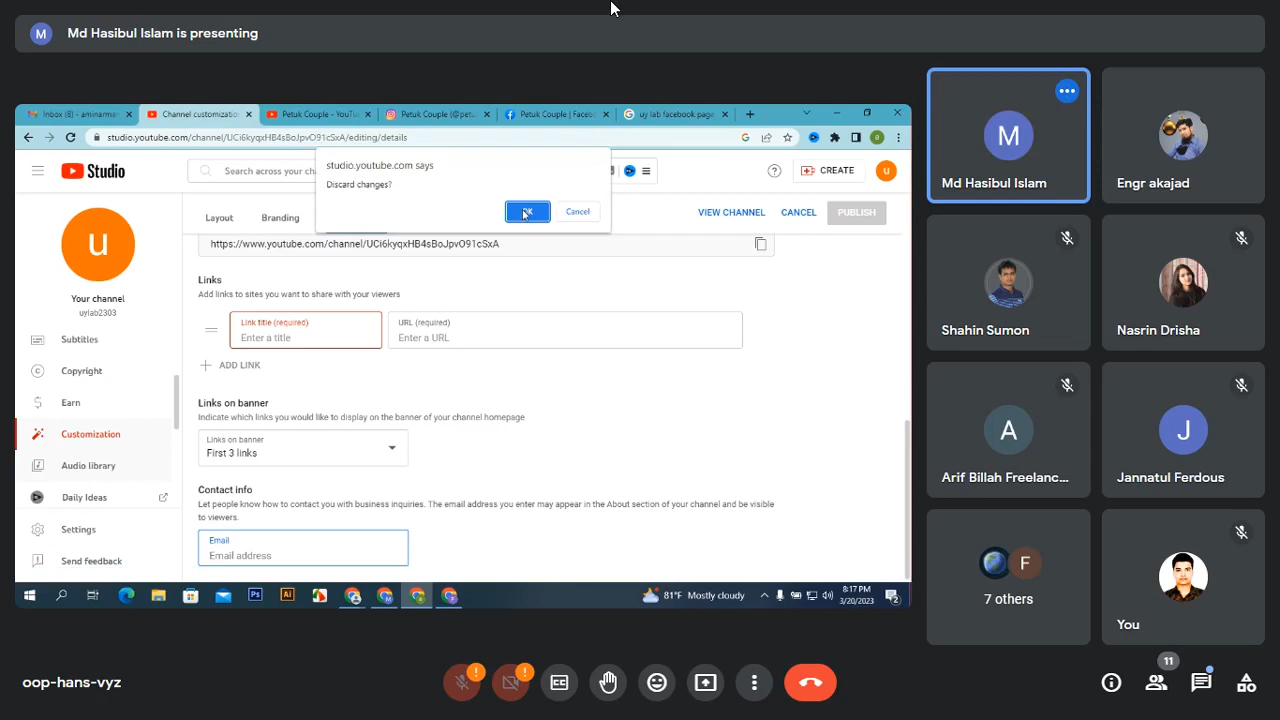 M Md Hasibul Islam is presenting
Inbox (8) - aminarman
Channel customizatio
Petuk Couple - YouTu
Petuk Couple (@petu
Petuk Couple | Faceb
uy lab facebook page
studio.youtube.com/channel/UCi6kyqxHB4sBoJpvO91cSxA/editing/details
Studio
Search across your cha
studio.youtube.com says
Discard changes?
OK
Cancel
CREATE
u
u
Your channel
uylab2303
Subtitles
Copyright
Earn
Customization
Audio library
Daily Ideas
Settings
Send feedback
Layout
Branding
VIEW CHANNEL
CANCEL
PUBLISH
https://www.youtube.com/channel/UCi6kyqxHB4sBoJpvO91cSxA
Links
Add links to sites you want to share with your viewers
Link title (required)
Enter a title
URL (required)
Enter a URL
ADD LINK
Links on banner
Indicate which links you would like to display on the banner of your channel homepage
Links on banner
First 3 links
Contact info
Let people know how to contact you with business inquiries. The email address you enter may appear in the About section of your channel and be visible
to viewers.
Email
Email address
Ps
Ai
81°F Mostly cloudy
8:17 PM
3/20/2023
2
M
Md Hasibul Islam
Engr akajad
Shahin Sumon
Nasrin Drisha
A
Arif Billah Freelanc...
J
Jannatul Ferdous
F
7 others
You
oop-hans-vyz
11